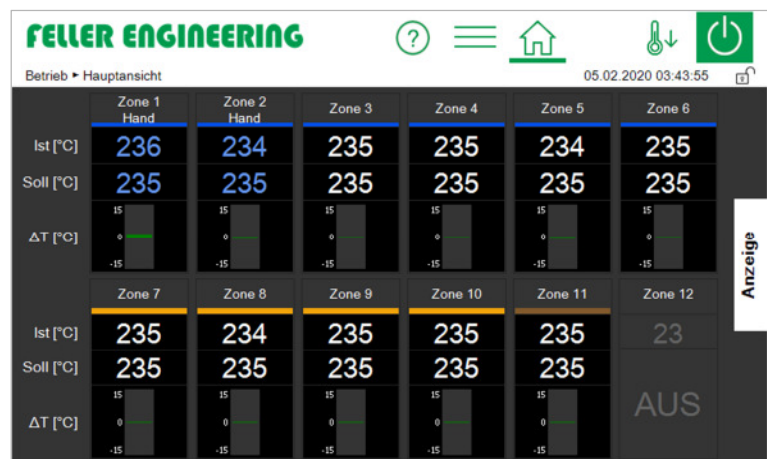 FELLER ENGINEERING
?
Betrieb ► Hauptansicht 05.02.2020 03:43:55
Zone 1 Zone 2 Zone 3 Zone 4 Zone 5 Zone 6
Hand Hand
Ist [°C] 236 234 235 235 234 235
Soll [°C] 235 235 235 235 235 235
15 15 15 15 15 15
ΔT [°C] 0 0 0 0 0 0
-15 -15 -15 -15 -15 -15
Anzeige
Zone 7 Zone 8 Zone 9 Zone 10 Zone 11 Zone 12
Ist [°C] 235 234 235 235 235 23
Soll [°C] 235 235 235 235 235
AUS
15 15 15 15 15
ΔT [°C] 0 0 0 0 0
-15 -15 -15 -15 -15